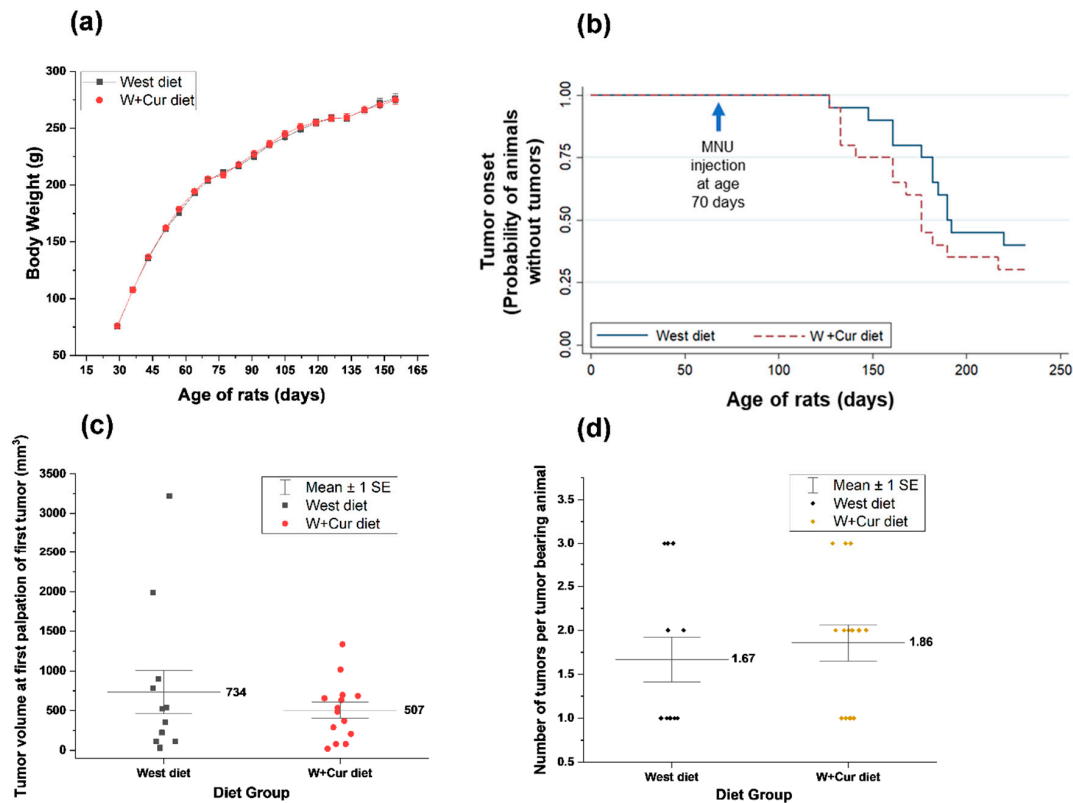 (a)
West diet
W+Cur diet
300
250
200
150
100
50
Body Weight (g)
15 30 45 60 75 90 105 120 135 150 165
Age of rats (days)
(b)
Tumor onset
(Probability of animals
without tumors)
1.00
0.75
0.50
0.25
0.00
MNU
injection
at age
70 days
West diet
W +Cur diet
0 50 100 150 200 250
Age of rats (days)
(c)
Tumor volume at first palpation of first tumor (mm³)
3500
3000
2500
2000
1500
1000
500
0
Mean ± 1 SE
West diet
W+Cur diet
734
507
West diet W+Cur diet
Diet Group
(d)
Number of tumors per tumor bearing animal
3.5
3.0
2.5
2.0
1.5
1.0
0.5
Mean ± 1 SE
West diet
W+Cur diet
1.67
1.86
West diet W+Cur diet
Diet Group